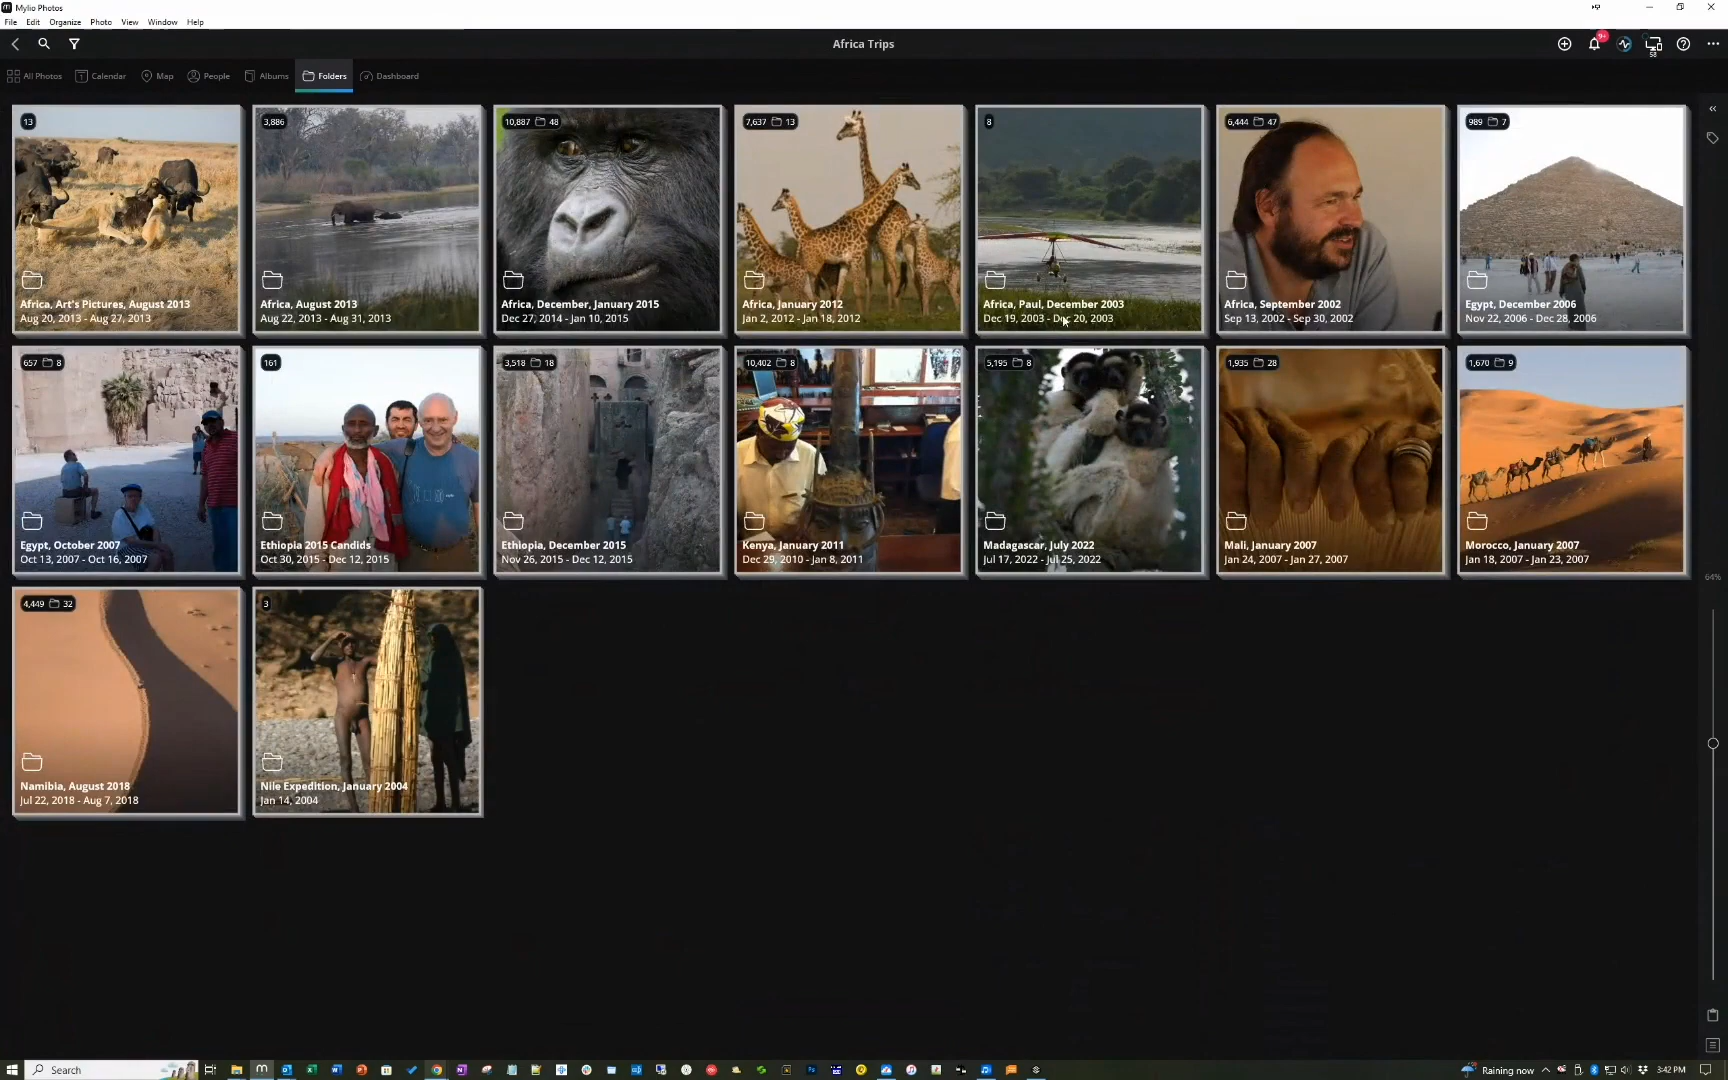 Mylio Photos
File Edit Organize Photo View Window Help
Africa Trips
9+
58
All Photos Calendar Map People Albums Folders Dashboard
13
Africa, Art's Pictures, August 2013
Aug 20, 2013 - Aug 27, 2013
3,886
Africa, August 2013
Aug 22, 2013 - Aug 31, 2013
10,887 48
Africa, December, January 2015
Dec 27, 2014 - Jan 10, 2015
7,637 13
Africa, January 2012
Jan 2, 2012 - Jan 18, 2012
8
Africa, Paul, December 2003
Dec 19, 2003 - Dec 20, 2003
6,444 47
Africa, September 2002
Sep 13, 2002 - Sep 30, 2002
989 7
Egypt, December 2006
Nov 22, 2006 - Dec 28, 2006
657 8
Egypt, October 2007
Oct 13, 2007 - Oct 16, 2007
161
Ethiopia 2015 Candids
Oct 30, 2015 - Dec 12, 2015
3,518 18
Ethiopia, December 2015
Nov 26, 2015 - Dec 12, 2015
10,402 8
Kenya, January 2011
Dec 29, 2010 - Jan 8, 2011
5,195 8
Madagascar, July 2022
Jul 17, 2022 - Jul 25, 2022
1,935 28
Mali, January 2007
Jan 24, 2007 - Jan 27, 2007
1,670 9
Morocco, January 2007
Jan 18, 2007 - Jan 23, 2007
64%
4,449 32
Namibia, August 2018
Jul 22, 2018 - Aug 7, 2018
3
Nile Expedition, January 2004
Jan 14, 2004
Search
Raining now 3:42 PM